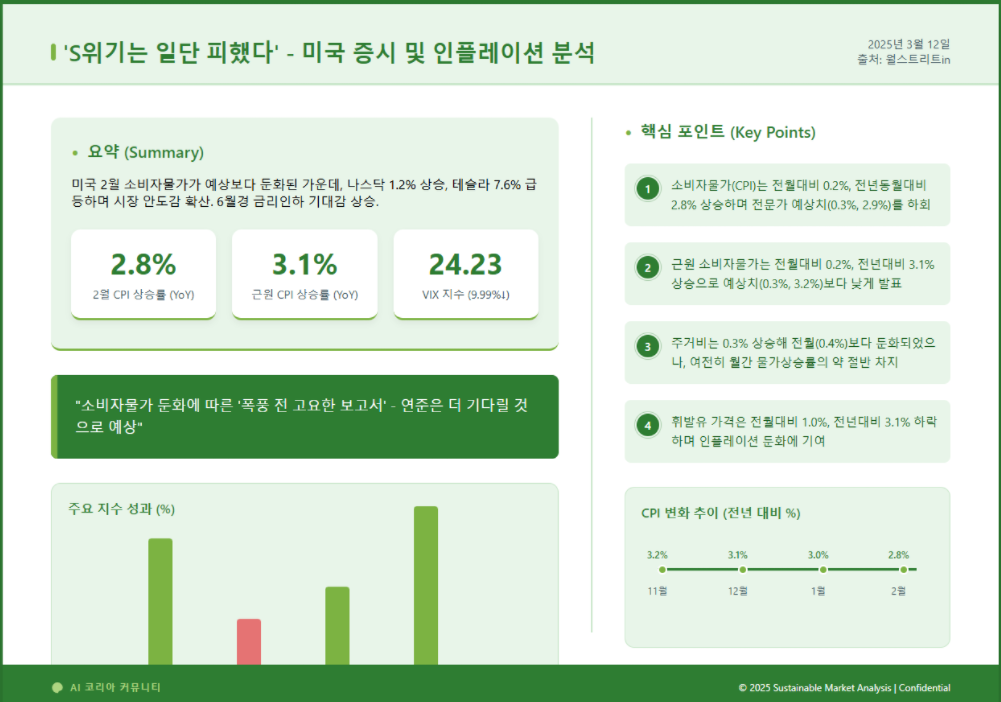 'S위기는 일단 피했다' - 미국 증시 및 인플레이션 분석
2025년 3월 12일
출처: 월스트리트in
요약 (Summary)
미국 2월 소비자물가가 예상보다 둔화된 가운데, 나스닥 1.2% 상승, 테슬라 7.6% 급
등하며 시장 안도감 확산. 6월경 금리인하 기대감 상승.
2.8%
2월 CPI 상승률 (YoY)
3.1%
근원 CPI 상승률 (YoY)
24.23
VIX 지수 (9.99%↓)
"소비자물가 둔화에 따른 '폭풍 전 고요한 보고서' - 연준은 더 기다릴 것
으로 예상"
주요 지수 성과 (%)
핵심 포인트 (Key Points)
1
소비자물가(CPI)는 전월대비 0.2%, 전년동월대비
2.8% 상승하며 전문가 예상치(0.3%, 2.9%)를 하회
2
근원 소비자물가는 전월대비 0.2%, 전년대비 3.1%
상승으로 예상치(0.3%, 3.2%)보다 낮게 발표
3
주거비는 0.3% 상승해 전월(0.4%)보다 둔화되었으
나, 여전히 월간 물가상승률의 약 절반 차지
4
휘발유 가격은 전월대비 1.0%, 전년대비 3.1% 하락
하며 인플레이션 둔화에 기여
CPI 변화 추이 (전년 대비 %)
3.2% 3.1% 3.0% 2.8%
11월 12월 1월 2월
AI 코리아 커뮤니티
© 2025 Sustainable Market Analysis | Confidential